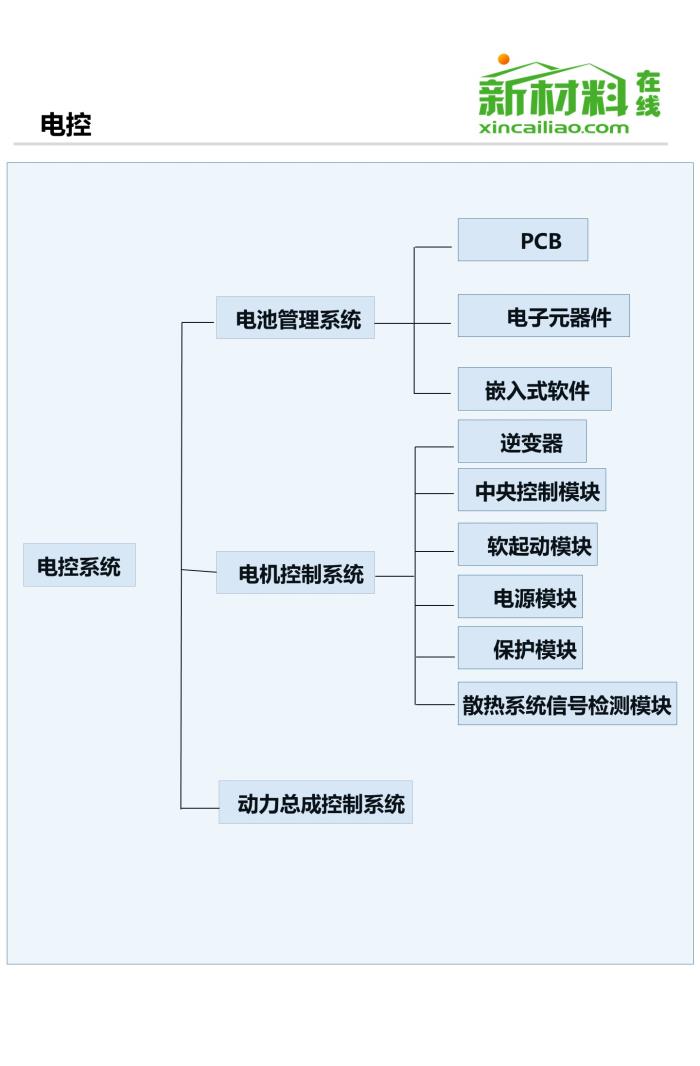 新材料在线
xincailiao.com
电控
PCB
电池管理系统
电子元器件
嵌入式软件
逆变器
中央控制模块
软起动模块
电控系统
电机控制系统
电源模块
保护模块
散热系统信号检测模块
动力总成控制系统